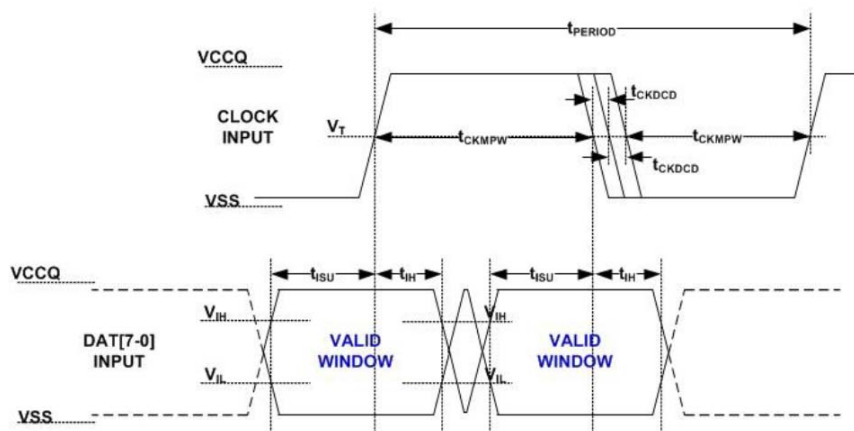 tPERIOD
VCCQ
tCKDCD
CLOCK
INPUT
VT
tCKMPW
tCKMPW
tCKDCD
VSS
VCCQ
tISU
tIH
tISU
tIH
VIH
VIH
DAT[7-0]
INPUT
VALID
WINDOW
VALID
WINDOW
VIL
VIL
VSS